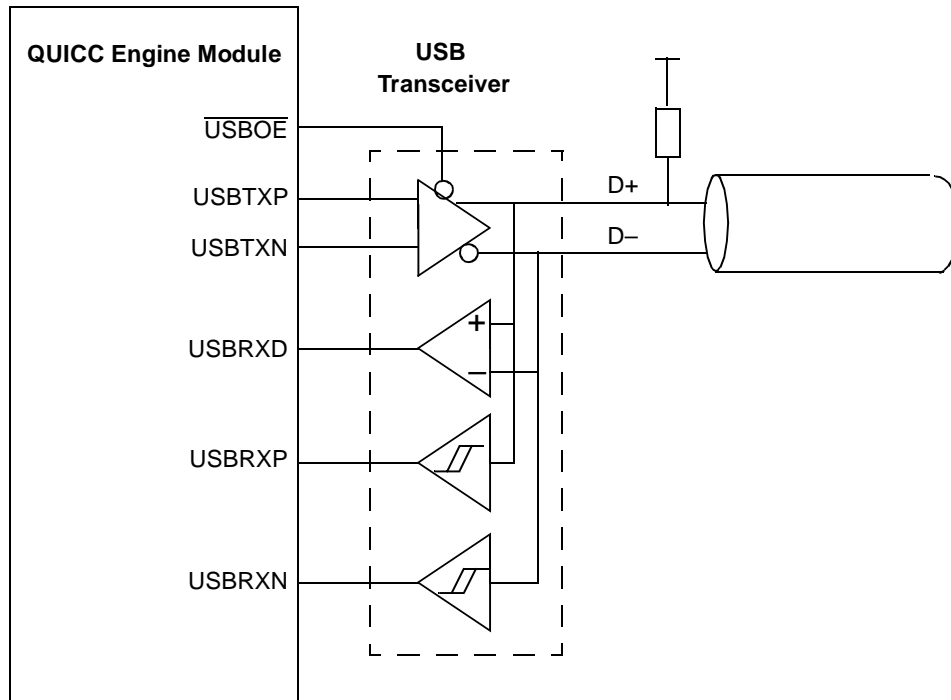 QUICC Engine Module
USB
Transceiver
USBOE
USBTXP
USBTXN
USBRXD
USBRXP
USBRXN
D+
D–
+
–